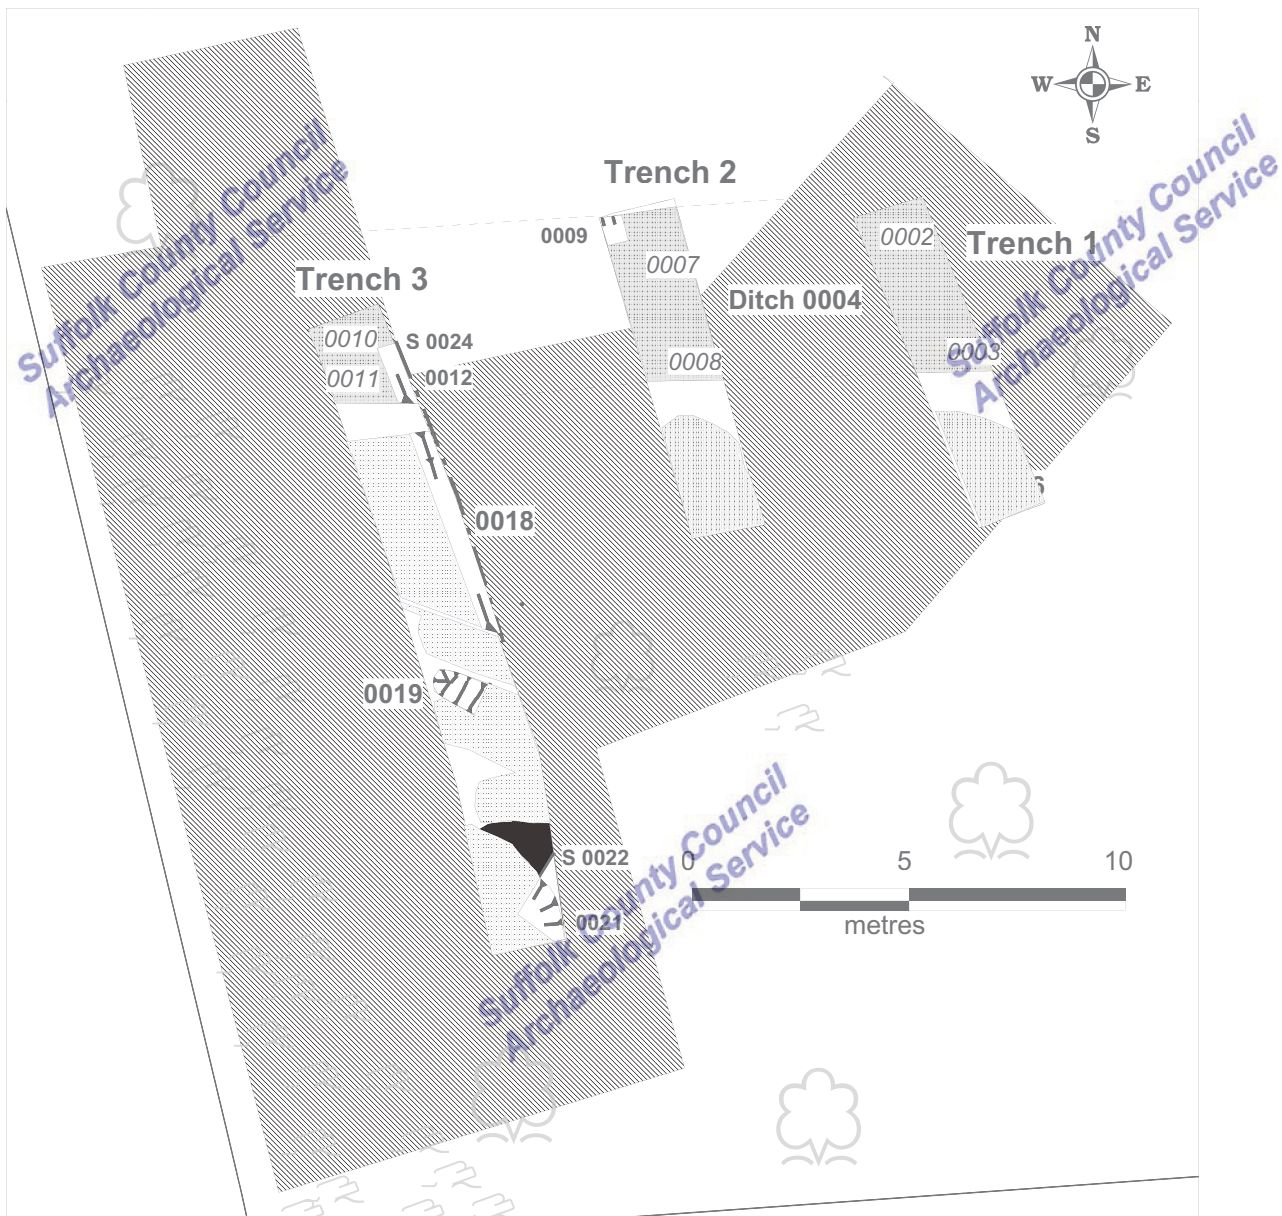 N
W E
S
Suffolk County Council
Archaeological Service
Suffolk County Council
Archaeological Service
Trench 2
0009
0002
Trench 1
0007
Trench 3
Ditch 0004
0010
S 0024
0008
0003
0011
0012
6
0018
0019
Suffolk County Council
Archaeological Service
S 0022
0 5 10
metres
0021